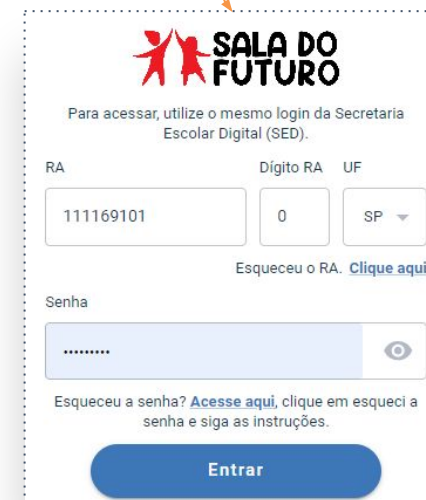 SALA DO
FUTURO
Para acessar, utilize o mesmo login da Secretaria
Escolar Digital (SED).
RA Dígito RA UF
111169101 0 SP
Esqueceu o RA. Clique aqui
Senha
•••••••••
Esqueceu a senha? Acesse aqui, clique em esqueci a
senha e siga as instruções.
Entrar